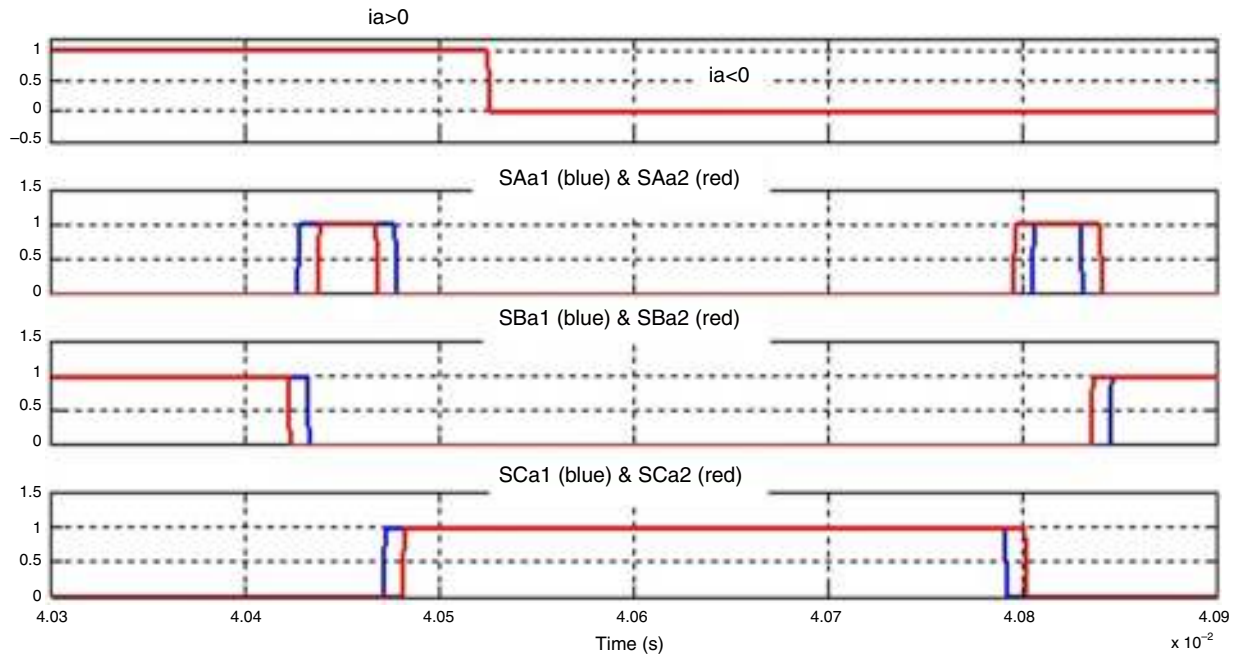 ia>0
1
0.5
ia<0
0
–0.5
SAa1 (blue) & SAa2 (red)
1.5
1
0.5
0
SBa1 (blue) & SBa2 (red)
1.5
1
0.5
0
SCa1 (blue) & SCa2 (red)
1.5
1
0.5
0
4.03 4.04 4.05 4.06 4.07 4.08 4.09
Time (s) x 10–2